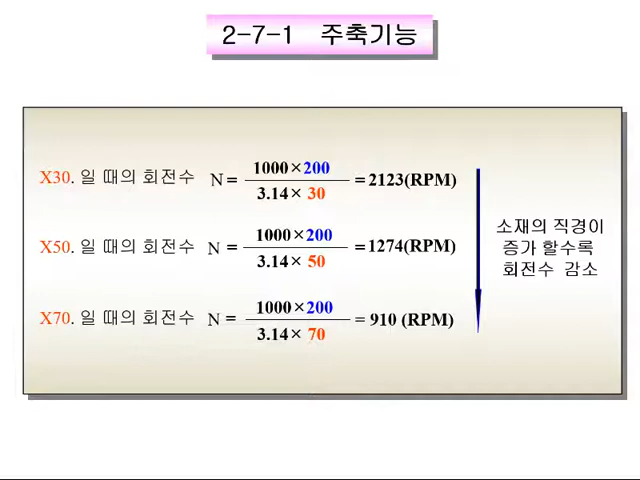 2-7-1 주축기능
X30. 일 때의 회전수 N = 1000×200 / 3.14× 30 = 2123(RPM)
X50. 일 때의 회전수 N = 1000×200 / 3.14× 50 = 1274(RPM)
X70. 일 때의 회전수 N = 1000×200 / 3.14× 70 = 910 (RPM)
소재의 직경이
증가 할수록
회전수 감소